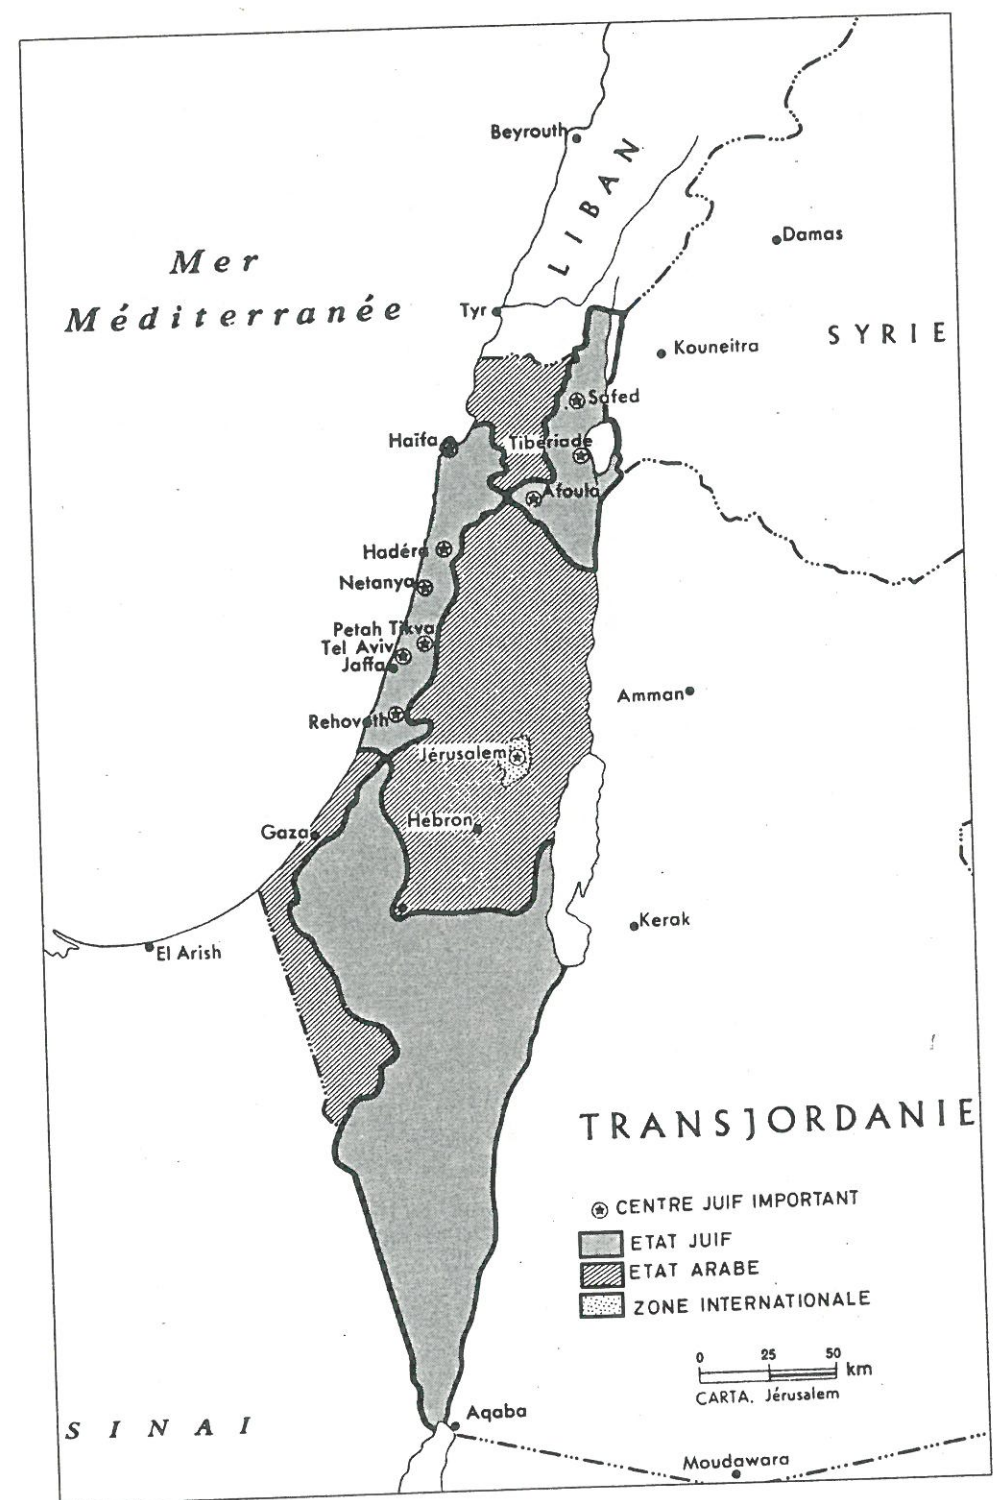 Beyrouth
LIBAN
Damas
Mer
Méditerranée
Tyr
SYRIE
Kouneitra
Safed
Haïfa
Tibériade
Afoula
Hadéra
Netanya
Petah Tikva
Tel Aviv
Jaffa
Amman
Rehovoth
Jérusalem
Hébron
Gaza
Kerak
El Arish
TRANSJORDANIE
CENTRE JUIF IMPORTANT
ETAT JUIF
ETAT ARABE
ZONE INTERNATIONALE
0 25 50 km
CARTA, Jérusalem
SINAI
Aqaba
Moudawara